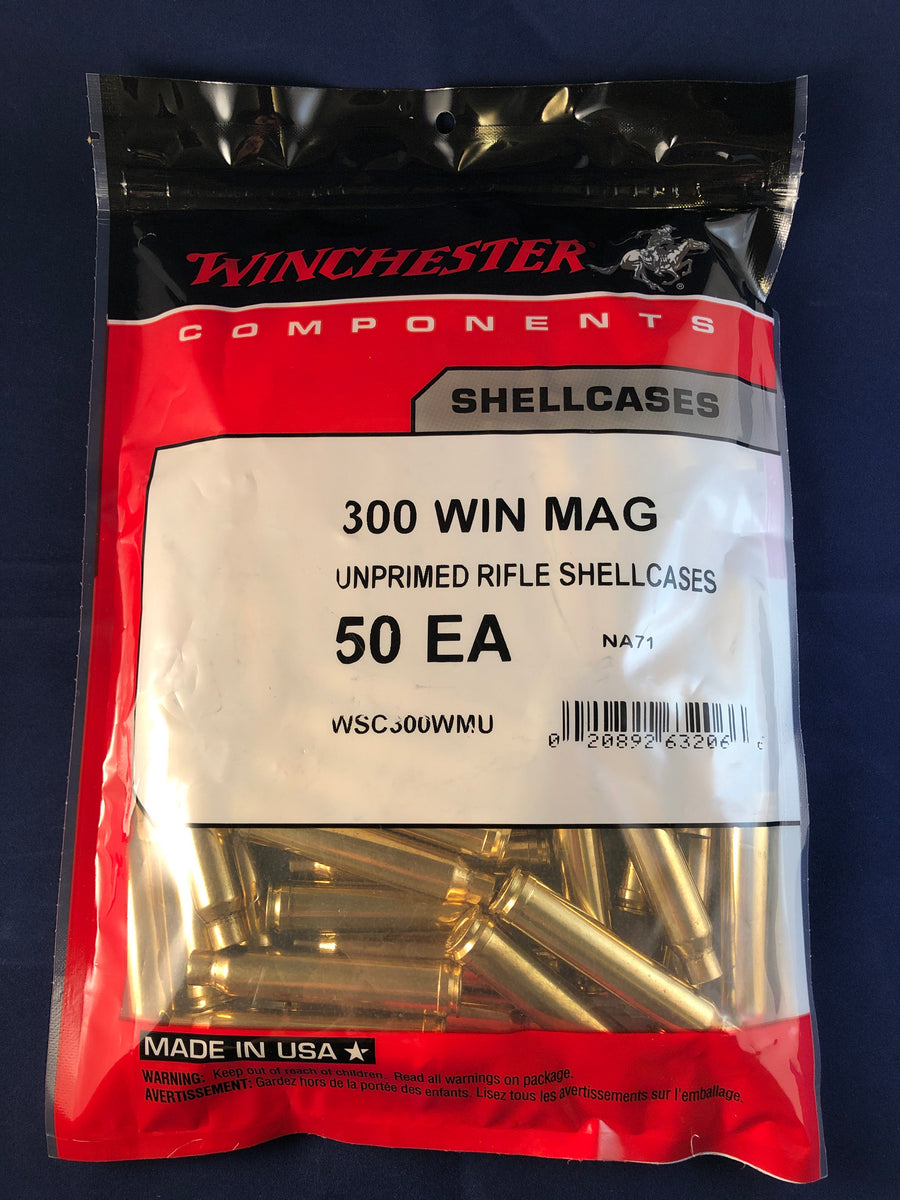 WINCHESTER
®
COMPONENTS
SHELLCASES
300 WIN MAG
UNPRIMED RIFLE SHELLCASES
50 EA NA71
WSC300WMU
0 20892 63206 c
MADE IN USA ★
WARNING: Keep out of reach of children. Read all warnings on package.
AVERTISSEMENT: Gardez hors de la portée des enfants. Lisez tous les avertissements sur l'emballage.